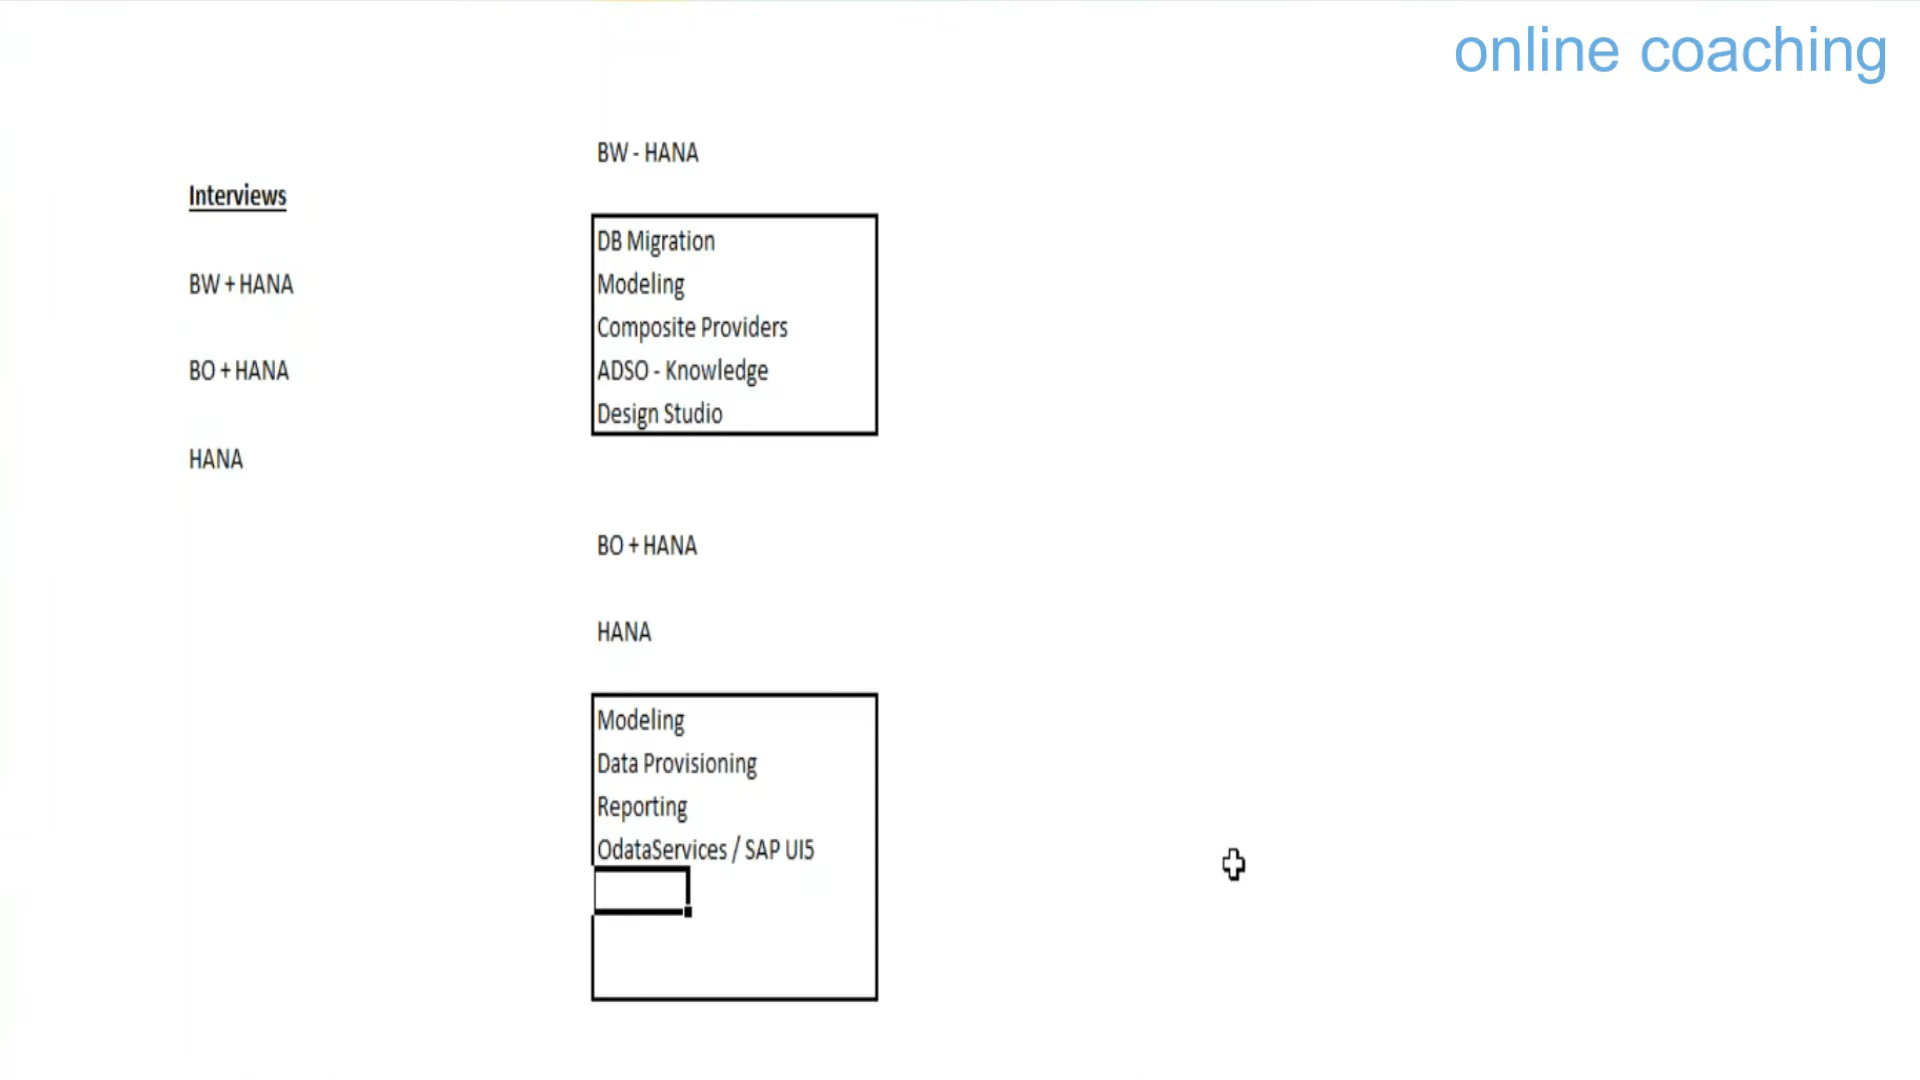 online coaching
Interviews
BW + HANA
BO + HANA
HANA
BW - HANA
DB Migration
Modeling
Composite Providers
ADSO - Knowledge
Design Studio
BO + HANA
HANA
Modeling
Data Provisioning
Reporting
OdataServices / SAP UI5